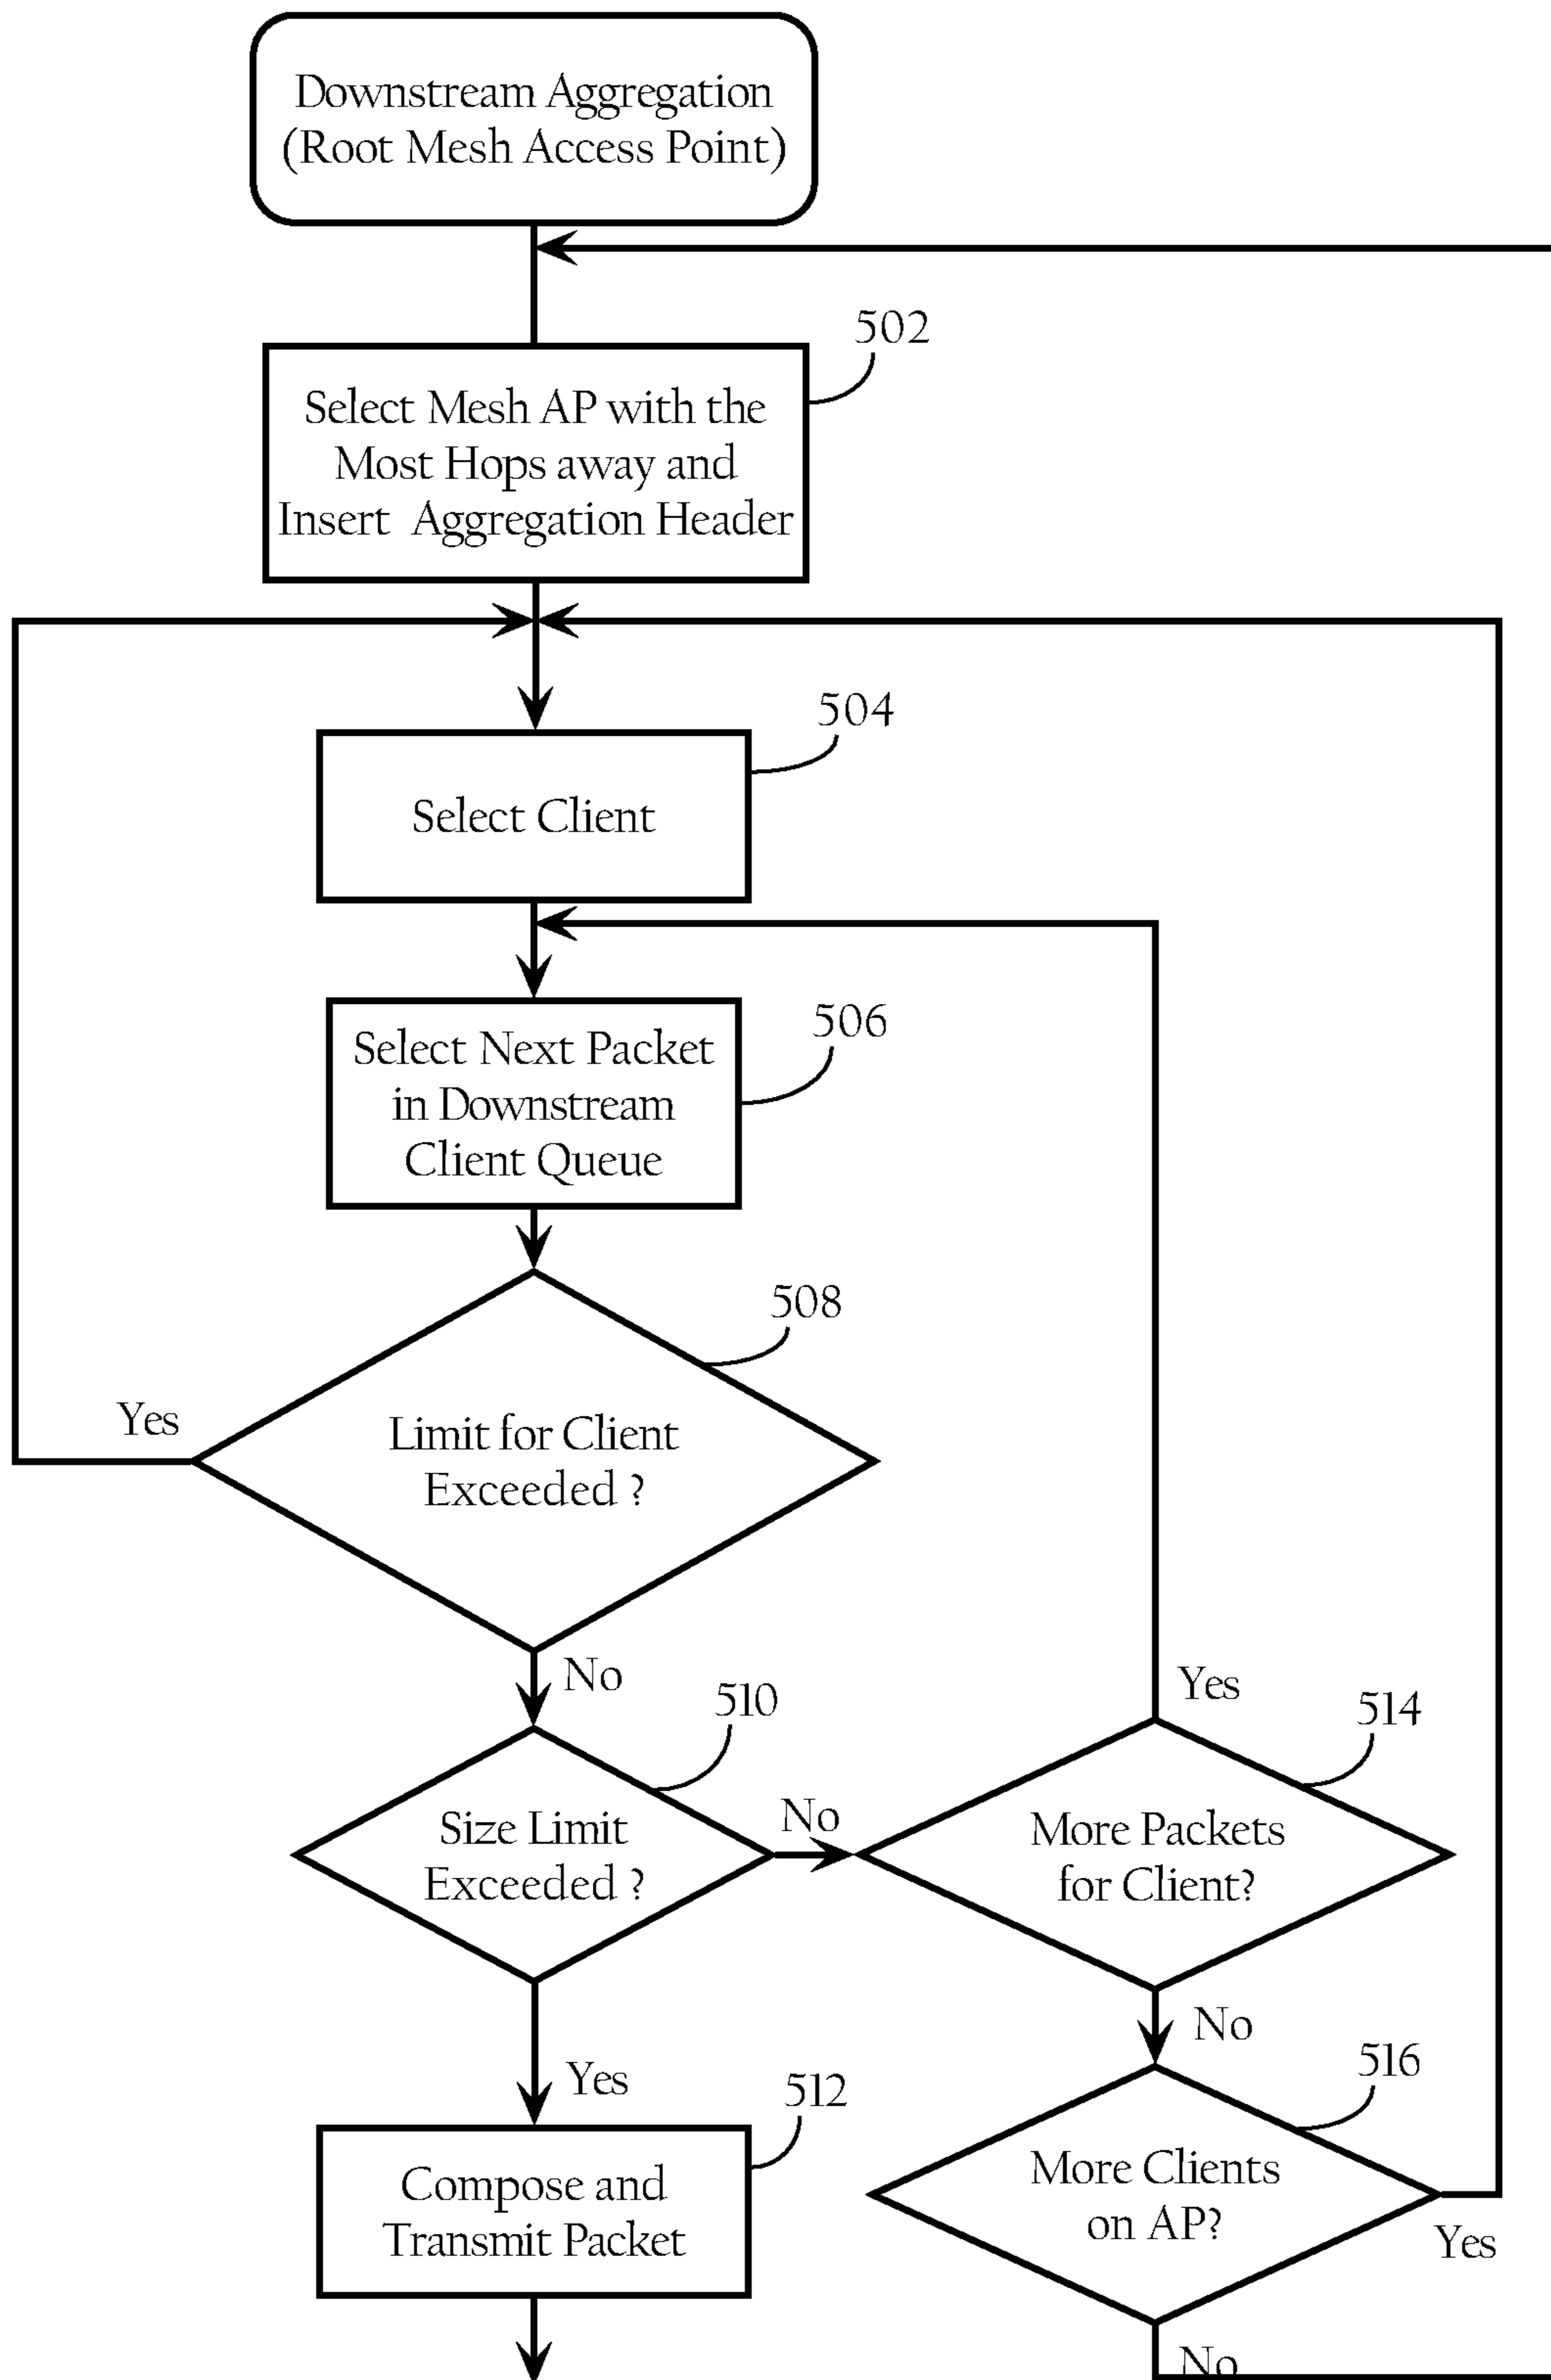 Downstream Aggregation
(Root Mesh Access Point)
502
Select Mesh AP with the
Most Hops away and
Insert Aggregation Header
504
Select Client
506
Select Next Packet
in Downstream
Client Queue
508
Yes
Limit for Client
Exceeded ?
No
510
Size Limit
Exceeded ?
No
Yes
514
More Packets
for Client?
No
Yes
512
Compose and
Transmit Packet
516
More Clients
on AP?
Yes
No